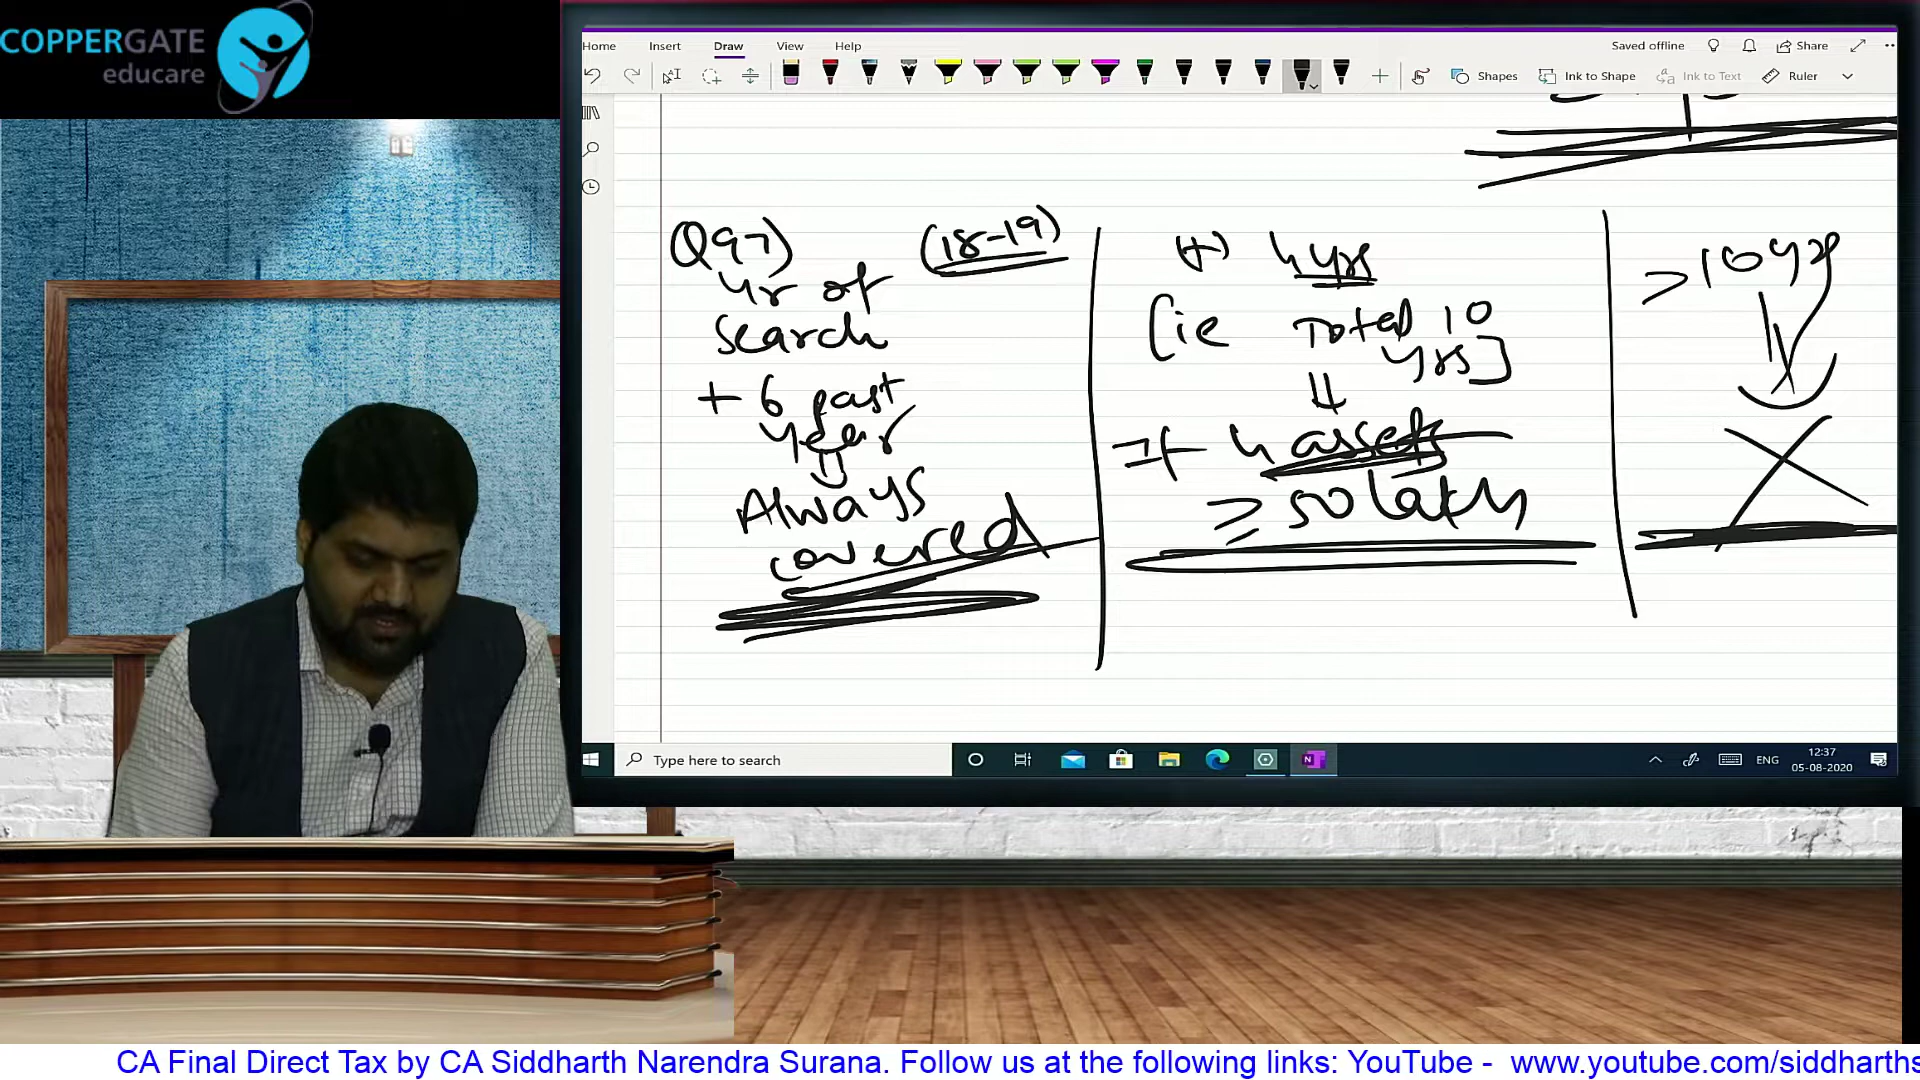 COPPERGATE
educare
Home Insert Draw View Help Saved offline Share
Shapes Ink to Shape Ink to Text Ruler
Q97) (18-19)
Yr of
search
+ 6 past
year
Always
covered
(+) 4 yrs
[ie Total 10
yrs]
If 4 assets
≥ 50 lakh
> 10 yrs
Type here to search
ENG
12:37
05-08-2020
CA Final Direct Tax by CA Siddharth Narendra Surana. Follow us at the following links: YouTube - www.youtube.com/siddharths